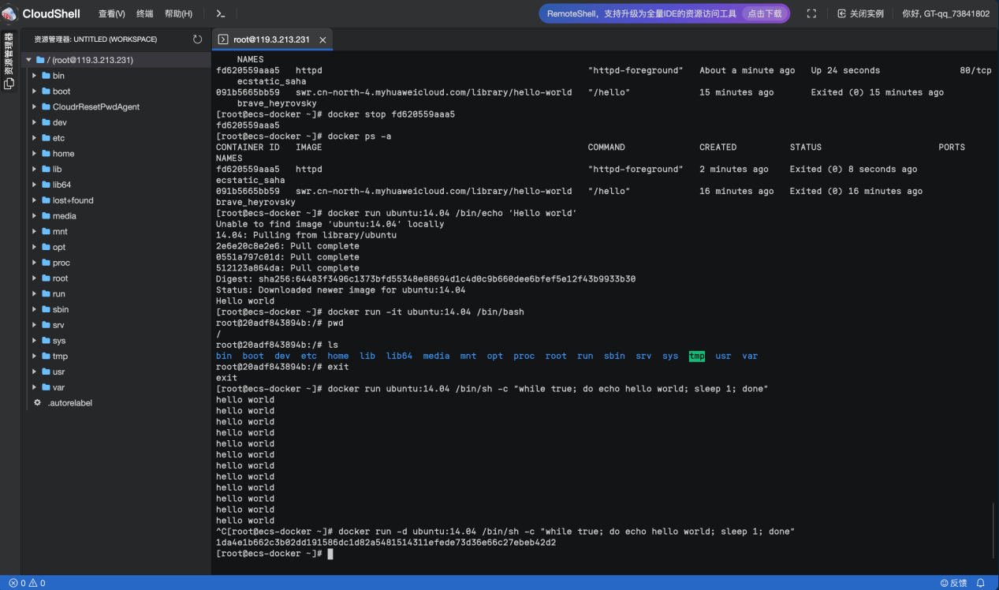 CloudShell 查看(V) 终端 帮助(H) RemoteShell，支持升级为全量IDE的资源访问工具 点击下载 关闭实例 你好, GT-qq_73841802
资源管理器
资源管理器: UNTITLED (WORKSPACE)
/ (root@119.3.213.231)
bin
boot
CloudrResetPwdAgent
dev
etc
home
lib
lib64
lost+found
media
mnt
opt
proc
root
run
sbin
srv
sys
tmp
usr
var
.autorelabel
root@119.3.213.231
NAMES
fd620559aaa5 httpd "httpd-foreground" About a minute ago Up 24 seconds 80/tcp
ecstatic_saha
091b5665bb59 swr.cn-north-4.myhuaweicloud.com/library/hello-world "/hello" 15 minutes ago Exited (0) 15 minutes ago
brave_heyrovsky
[root@ecs-docker ~]# docker stop fd620559aaa5
fd620559aaa5
[root@ecs-docker ~]# docker ps -a
CONTAINER ID IMAGE COMMAND CREATED STATUS PORTS
NAMES
fd620559aaa5 httpd "httpd-foreground" 2 minutes ago Exited (0) 8 seconds ago
ecstatic_saha
091b5665bb59 swr.cn-north-4.myhuaweicloud.com/library/hello-world "/hello" 16 minutes ago Exited (0) 16 minutes ago
brave_heyrovsky
[root@ecs-docker ~]# docker run ubuntu:14.04 /bin/echo 'Hello world'
Unable to find image 'ubuntu:14.04' locally
14.04: Pulling from library/ubuntu
2e6e20c8e2e6: Pull complete
0551a797c01d: Pull complete
512123a864da: Pull complete
Digest: sha256:64483f3496c1373bfd55348e88694d1c4d0c9b660dee6bfef5e12f43b9933b30
Status: Downloaded newer image for ubuntu:14.04
Hello world
[root@ecs-docker ~]# docker run -it ubuntu:14.04 /bin/bash
root@20adf843894b:/# pwd
/
root@20adf843894b:/# ls
bin boot dev etc home lib lib64 media mnt opt proc root run sbin srv sys tmp usr var
root@20adf843894b:/# exit
exit
[root@ecs-docker ~]# docker run ubuntu:14.04 /bin/sh -c "while true; do echo hello world; sleep 1; done"
hello world
hello world
hello world
hello world
hello world
hello world
hello world
hello world
hello world
hello world
hello world
hello world
^C[root@ecs-docker ~]# docker run -d ubuntu:14.04 /bin/sh -c "while true; do echo hello world; sleep 1; done"
1da4e1b662c3b02dd191586dc1d82a5481514311efede73d36e66c27ebeb42d2
[root@ecs-docker ~]#
0 0 反馈